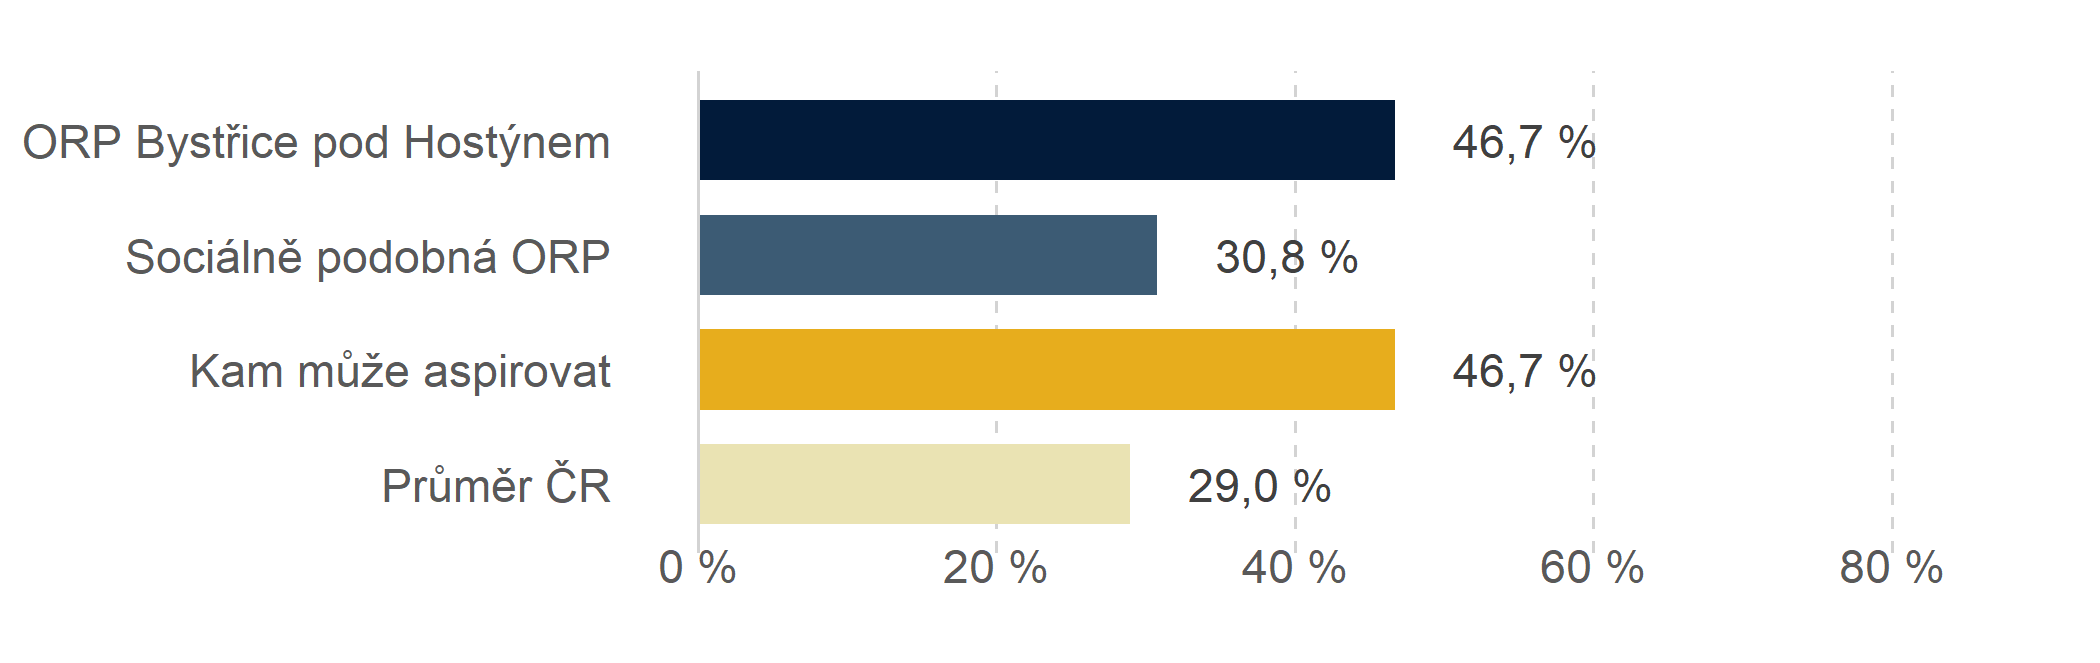 ORP Bystřice pod Hostýnem 46,7 %
Sociálně podobná ORP 30,8 %
Kam může aspirovat 46,7 %
Průměr ČR 29,0 %
0 % 20 % 40 % 60 % 80 %